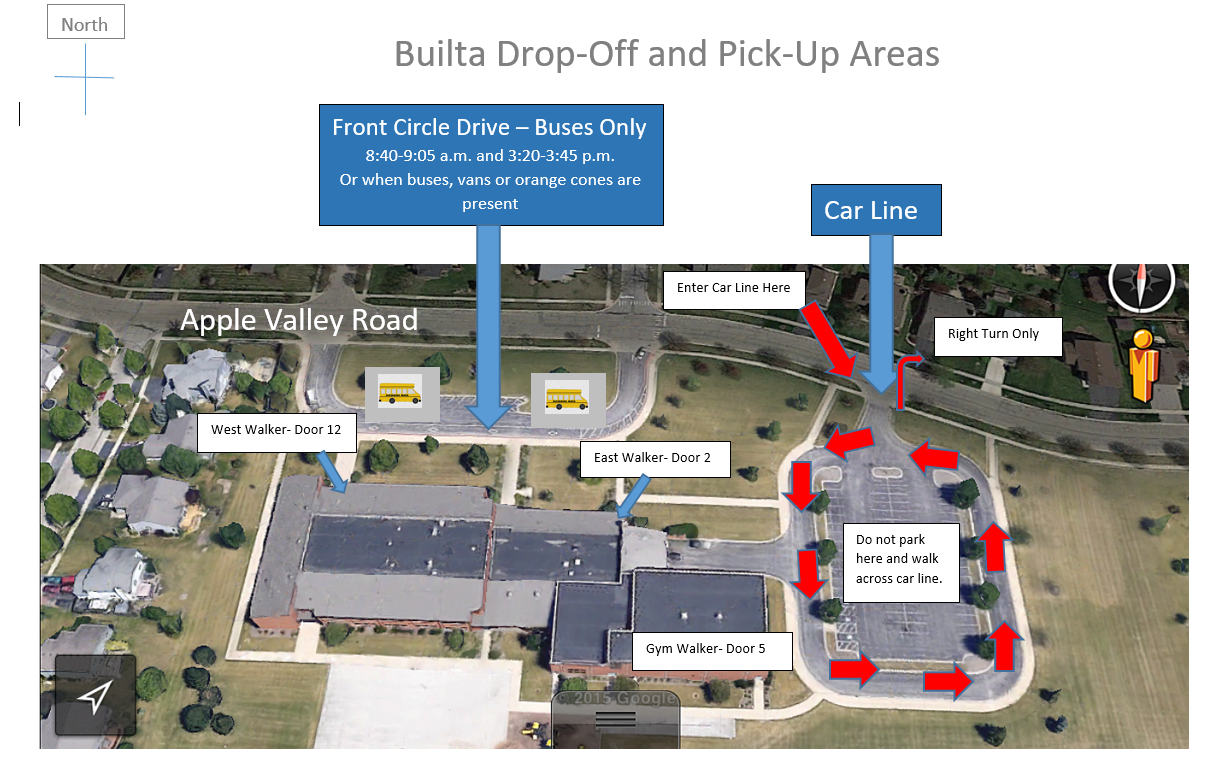 North
Builta Drop-Off and Pick-Up Areas
Front Circle Drive – Buses Only
8:40-9:05 a.m. and 3:20-3:45 p.m.
Or when buses, vans or orange cones are
present
Car Line
Enter Car Line Here
Apple Valley Road
Right Turn Only
West Walker- Door 12
East Walker- Door 2
Do not park
here and walk
across car line.
Gym Walker- Door 5
© 2015 Google